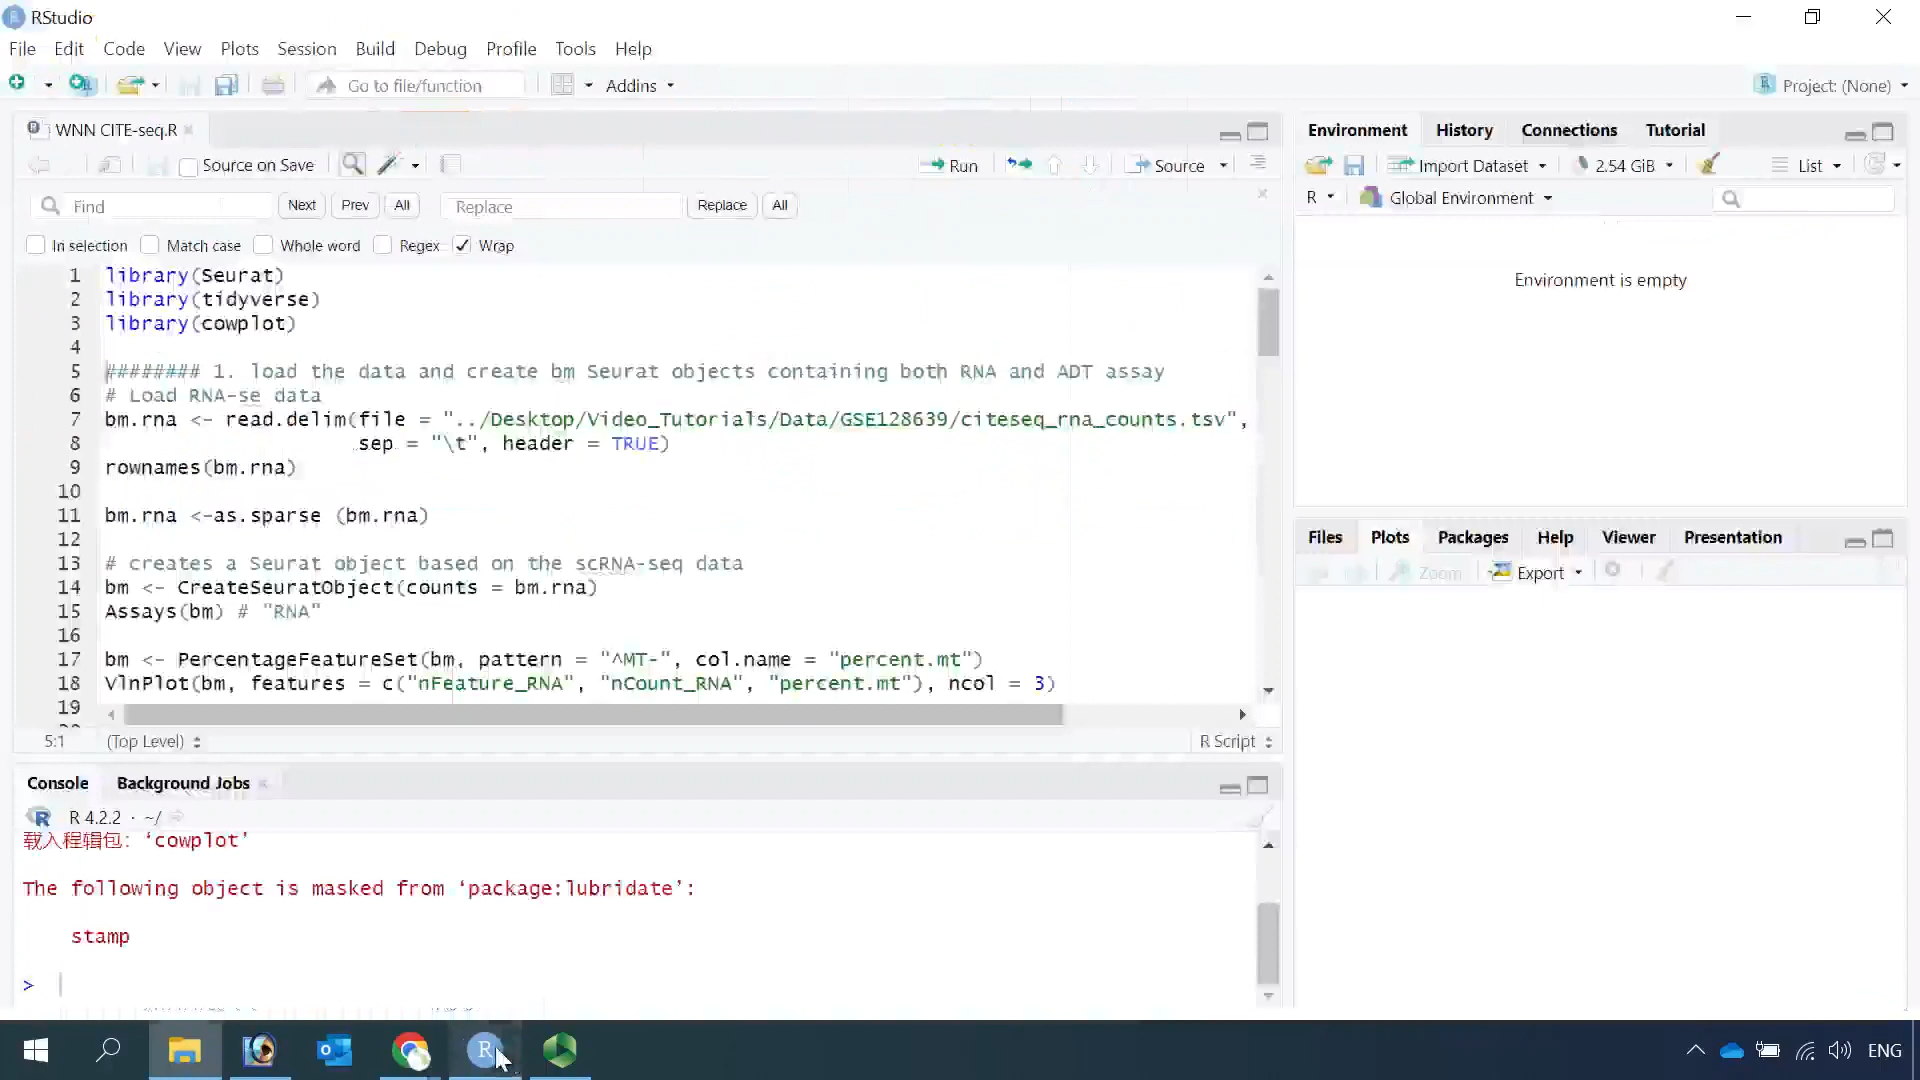 RStudio
File Edit Code View Plots Session Build Debug Profile Tools Help
Go to file/function Addins Project: (None)
WNN CITE-seq.R
Source on Save Run Source
Find Next Prev All Replace Replace All
In selection Match case Whole word Regex Wrap
1 library(Seurat)
2 library(tidyverse)
3 library(cowplot)
4
5 ######## 1. load the data and create bm Seurat objects containing both RNA and ADT assay
6 # Load RNA-se data
7 bm.rna <- read.delim(file = "../Desktop/Video_Tutorials/Data/GSE128639/citeseq_rna_counts.tsv",
8 sep = "\t", header = TRUE)
9 rownames(bm.rna)
10
11 bm.rna <-as.sparse (bm.rna)
12
13 # creates a Seurat object based on the scRNA-seq data
14 bm <- CreateSeuratObject(counts = bm.rna)
15 Assays(bm) # "RNA"
16
17 bm <- PercentageFeatureSet(bm, pattern = "^MT-", col.name = "percent.mt")
18 VlnPlot(bm, features = c("nFeature_RNA", "nCount_RNA", "percent.mt"), ncol = 3)
19
5:1 (Top Level) R Script
Console Background Jobs
R 4.2.2 · ~/
载入程辑包：‘cowplot’
The following object is masked from ‘package:lubridate’:
stamp
>
Environment History Connections Tutorial
Import Dataset 2.54 GiB List
R Global Environment
Environment is empty
Files Plots Packages Help Viewer Presentation
Zoom Export
ENG